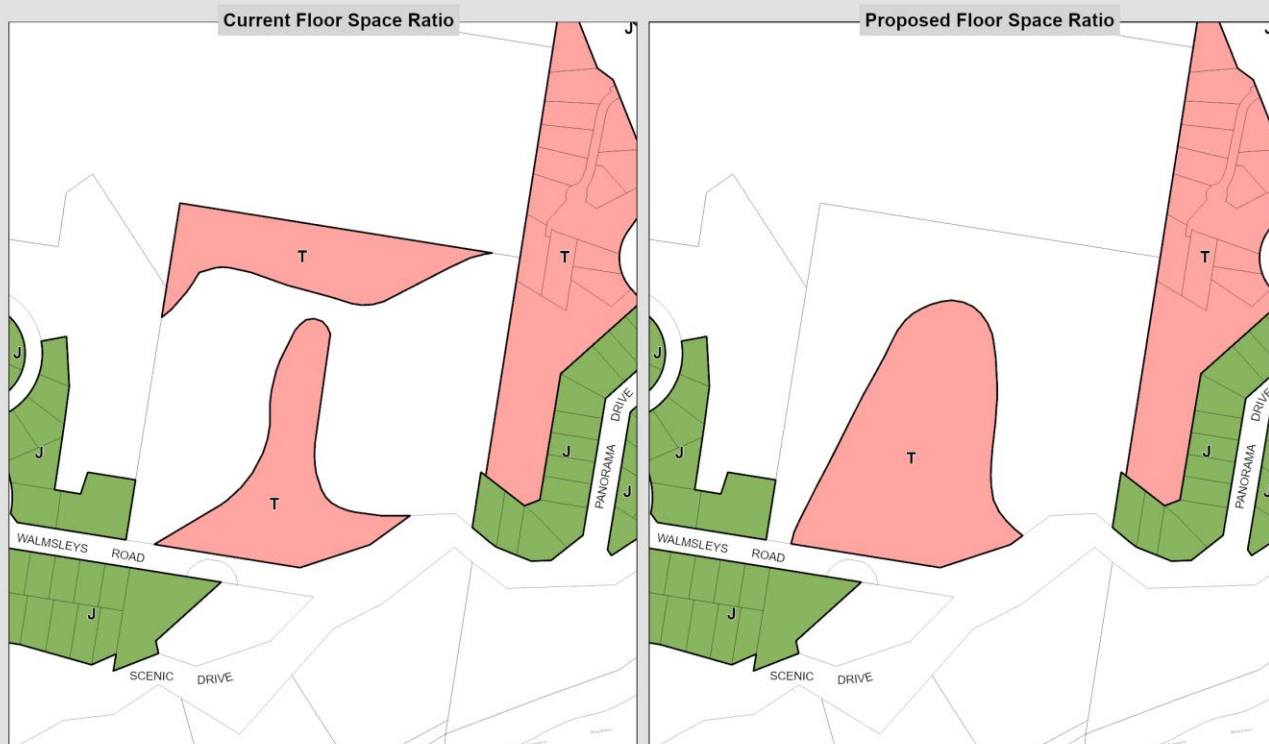 Current Floor Space Ratio
J
T
T
J
J
J
J
PANORAMA DRIVE
T
WALMSLEYS ROAD
J
SCENIC DRIVE
Proposed Floor Space Ratio
J
T
J
J
T
J
J
PANORAMA DRIVE
WALMSLEYS ROAD
J
SCENIC DRIVE